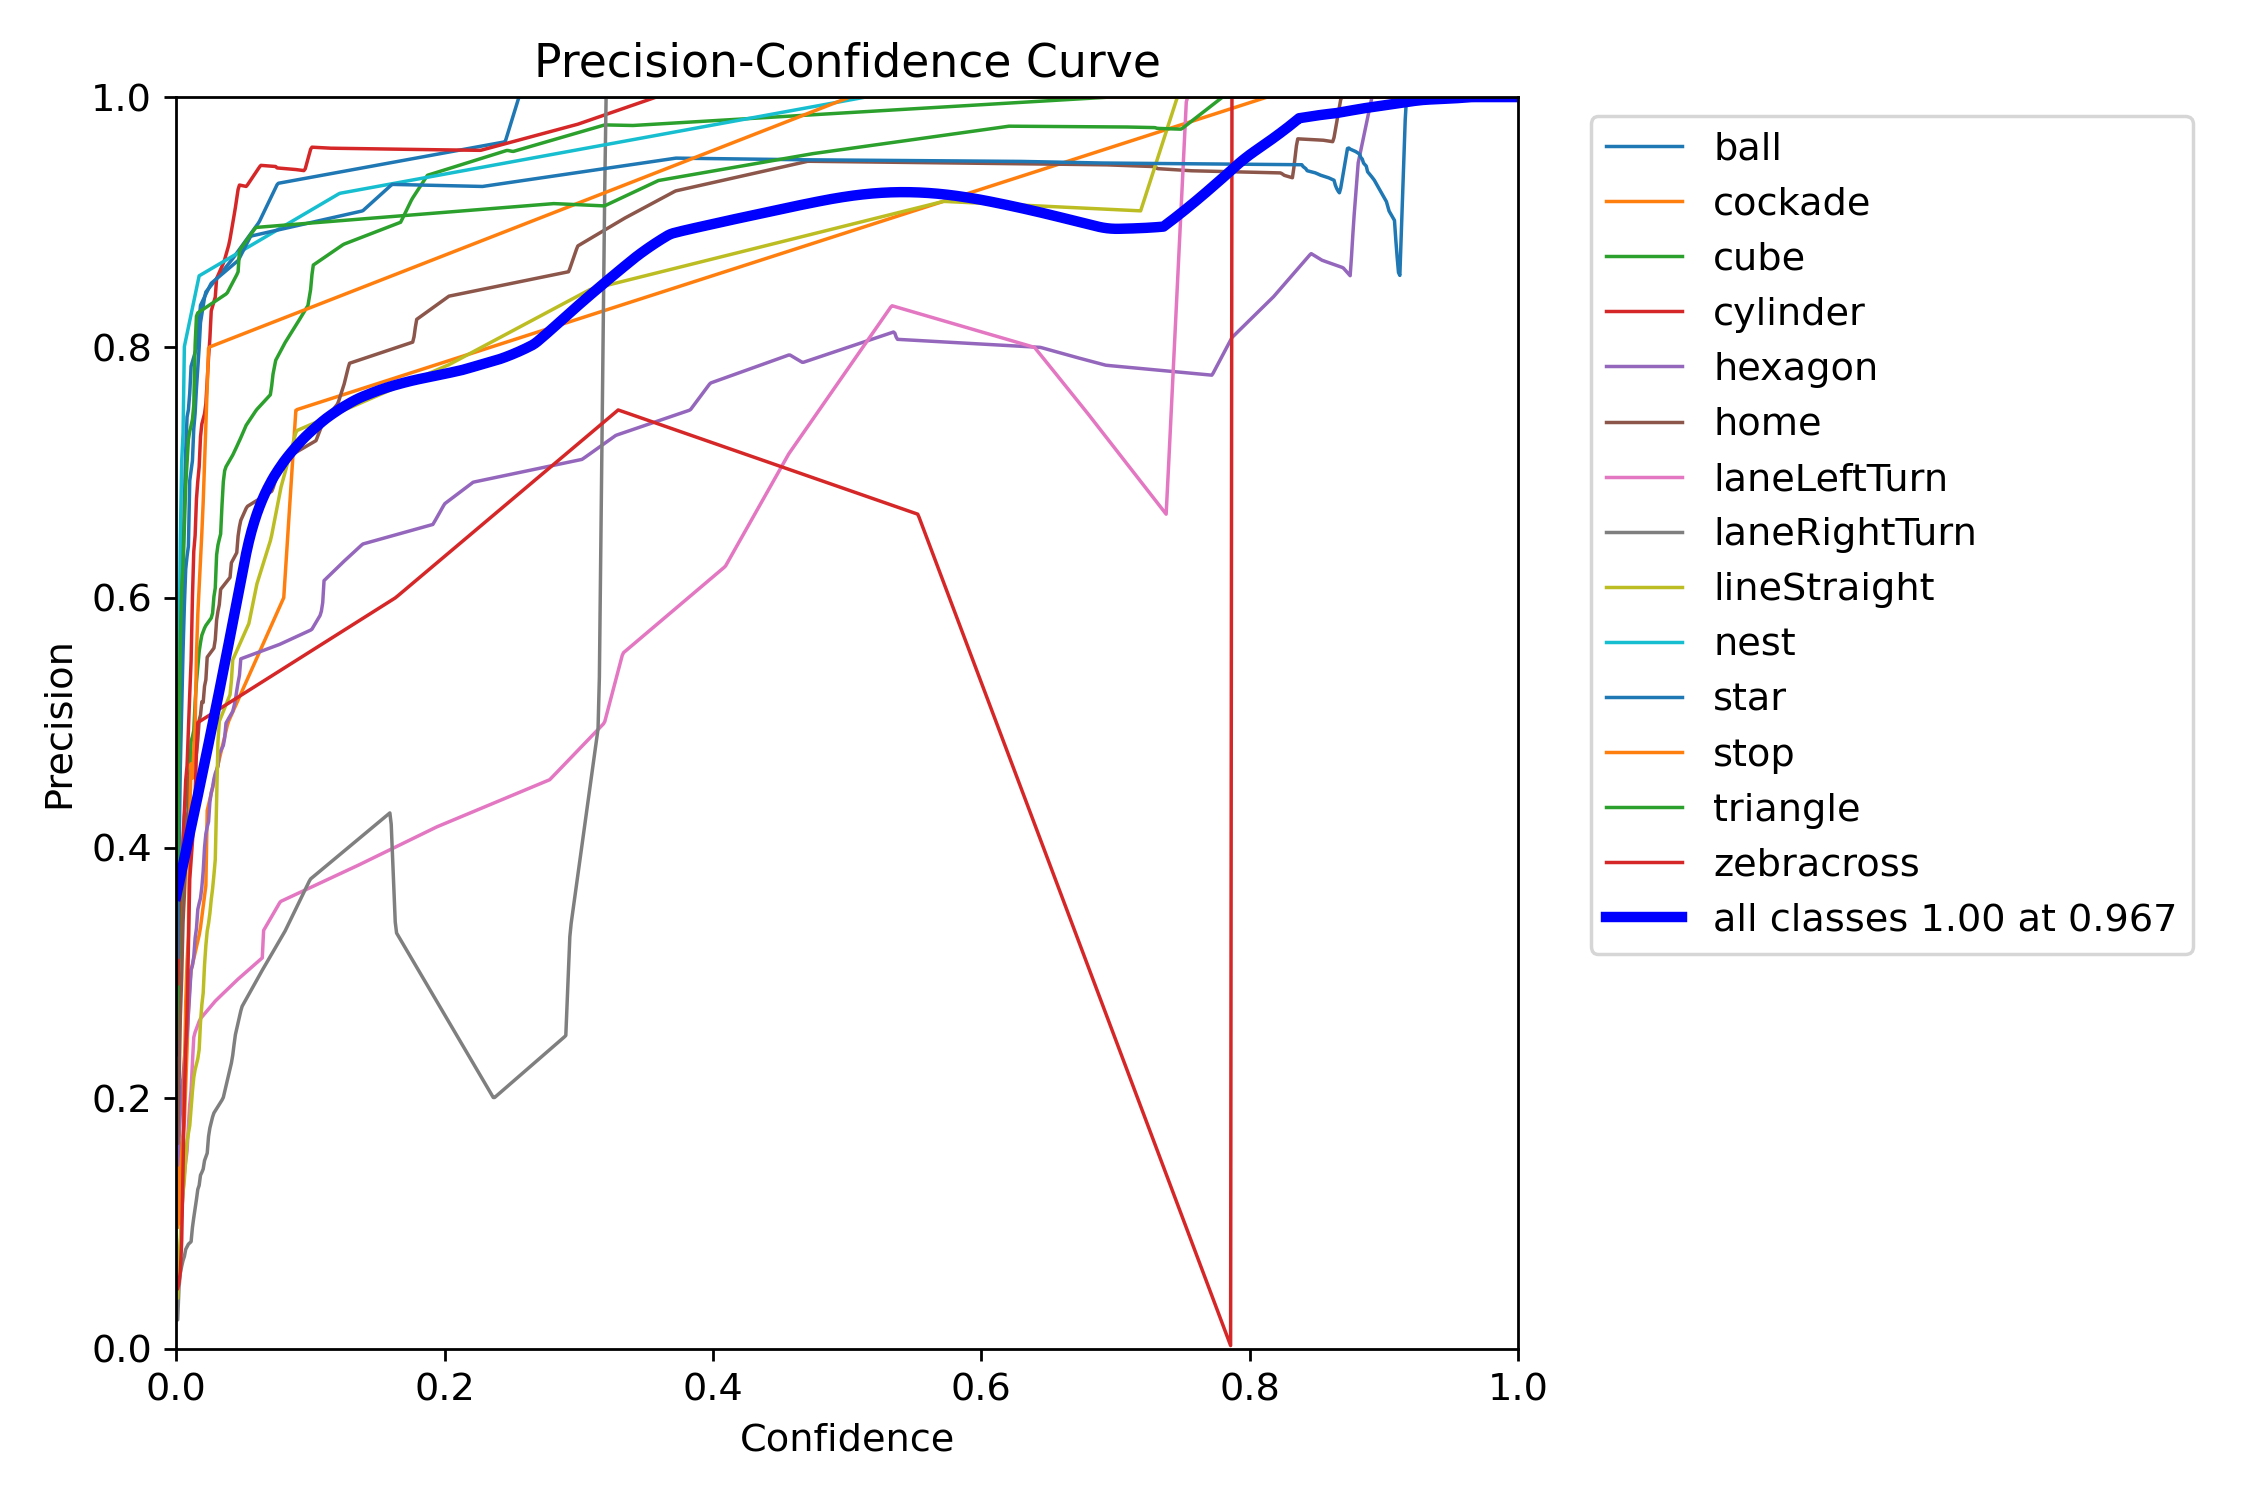 Precision-Confidence Curve
1.0
0.8
0.6
0.4
0.2
0.0
Precision
0.0 0.2 0.4 0.6 0.8 1.0
Confidence
ball
cockade
cube
cylinder
hexagon
home
laneLeftTurn
laneRightTurn
lineStraight
nest
star
stop
triangle
zebracross
all classes 1.00 at 0.967